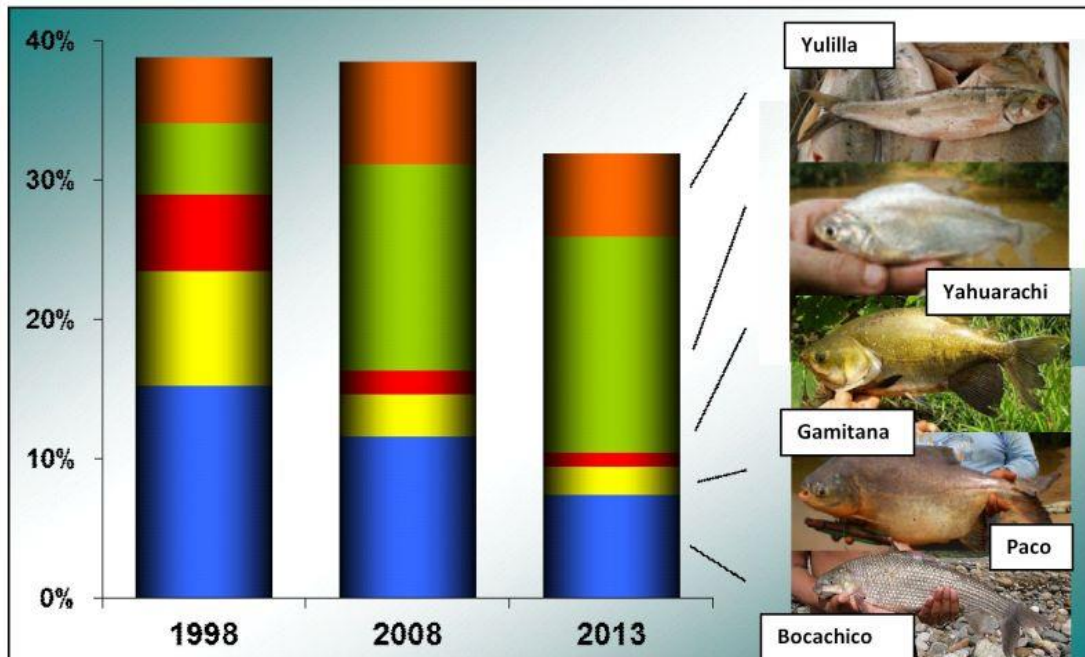 40%
30%
20%
10%
0%
1998 2008 2013
Yulilla
Yahuarachi
Gamitana
Paco
Bocachico